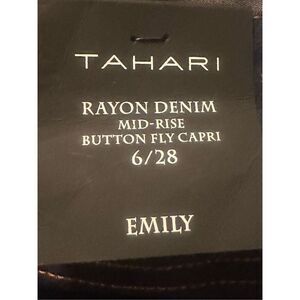 TAHARI
RAYON DENIM
MID-RISE
BUTTON FLY CAPRI
6/28
EMILY